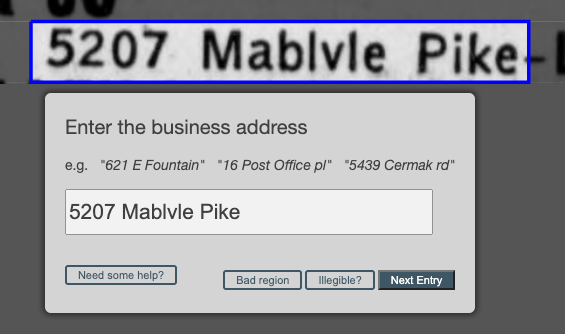 5207 Mablvle Pike-
Enter the business address
e.g. "621 E Fountain" "16 Post Office pl" "5439 Cermak rd"
5207 Mablvle Pike
Need some help? Bad region Illegible? Next Entry